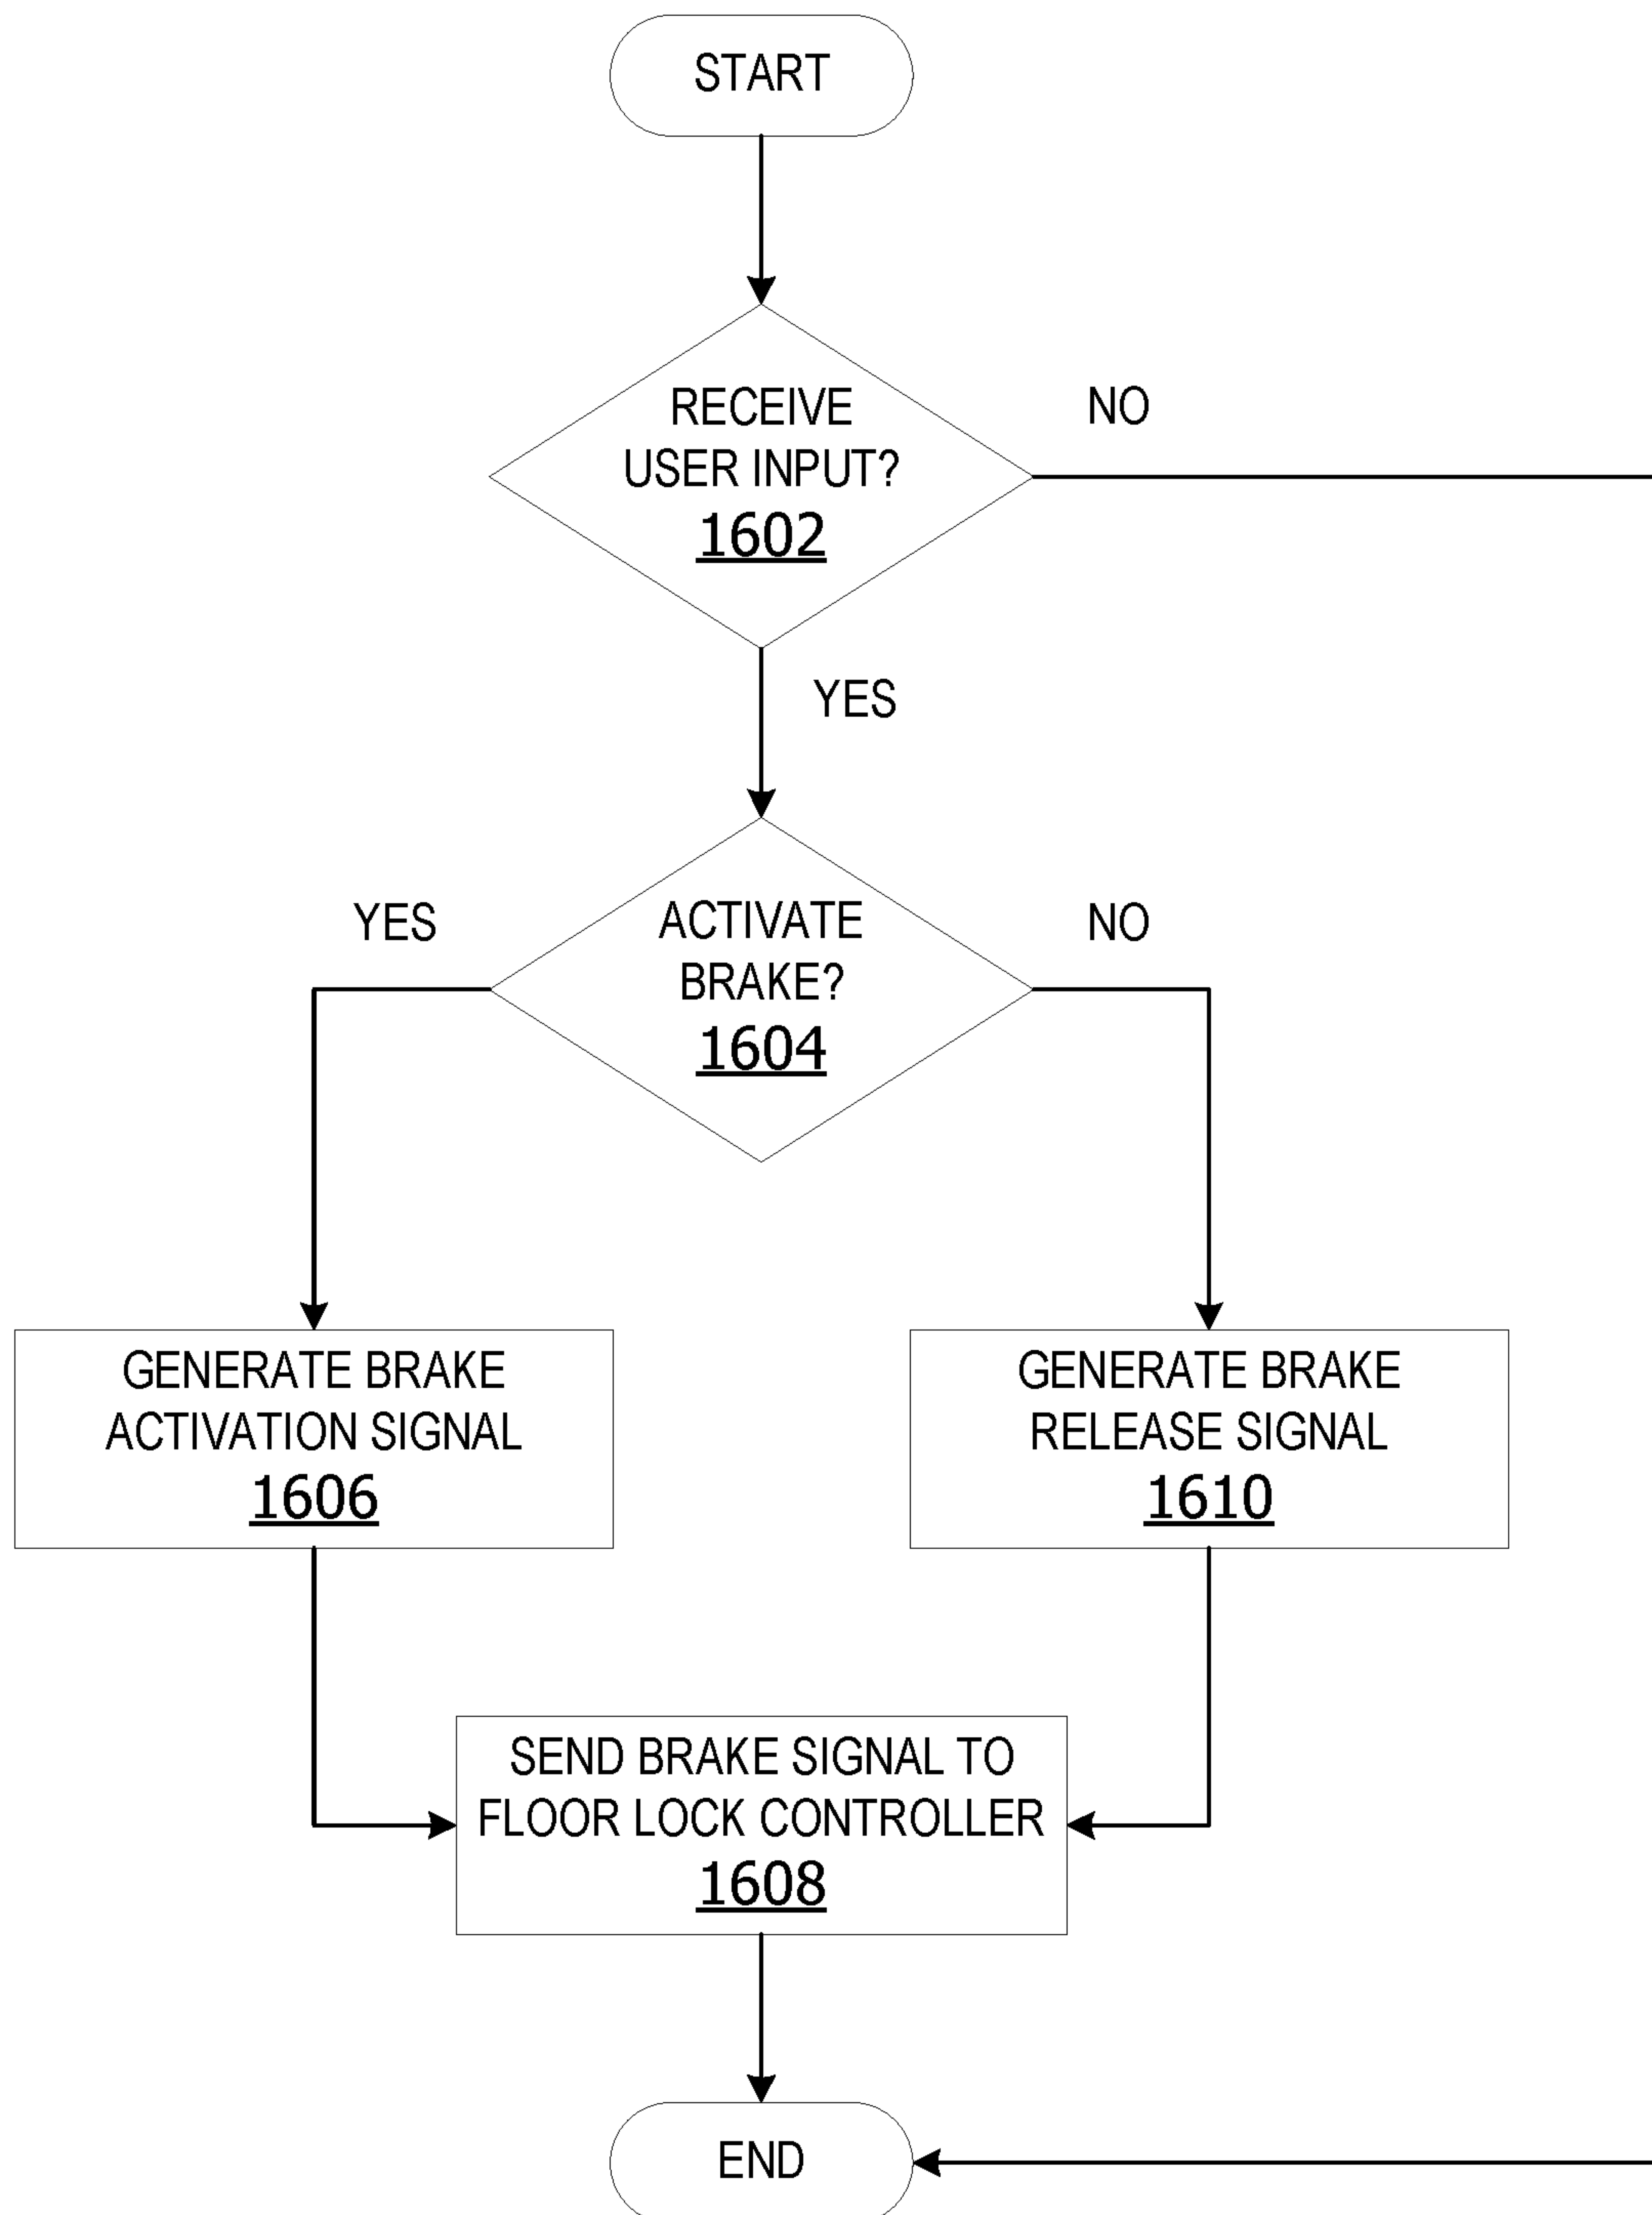 START
RECEIVE
USER INPUT?
1602
NO
YES
ACTIVATE
BRAKE?
1604
YES
NO
GENERATE BRAKE
ACTIVATION SIGNAL
1606
GENERATE BRAKE
RELEASE SIGNAL
1610
SEND BRAKE SIGNAL TO
FLOOR LOCK CONTROLLER
1608
END